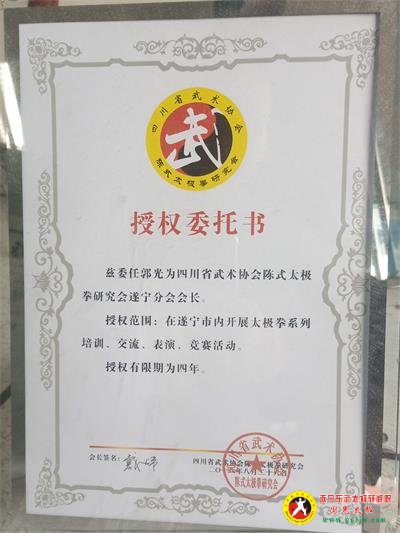 四川省武术协会
武
陈式太极拳研究会
授权委托书
兹委任郭光为四川省武术协会陈式太极
拳研究会遂宁分会会长。
授权范围：在遂宁市内开展太极拳系列
培训、交流、表演、竞赛活动。
授权有限期为四年。
会长签名：
四川省武术协会陈式太极拳研究会
陈式太极拳研究会